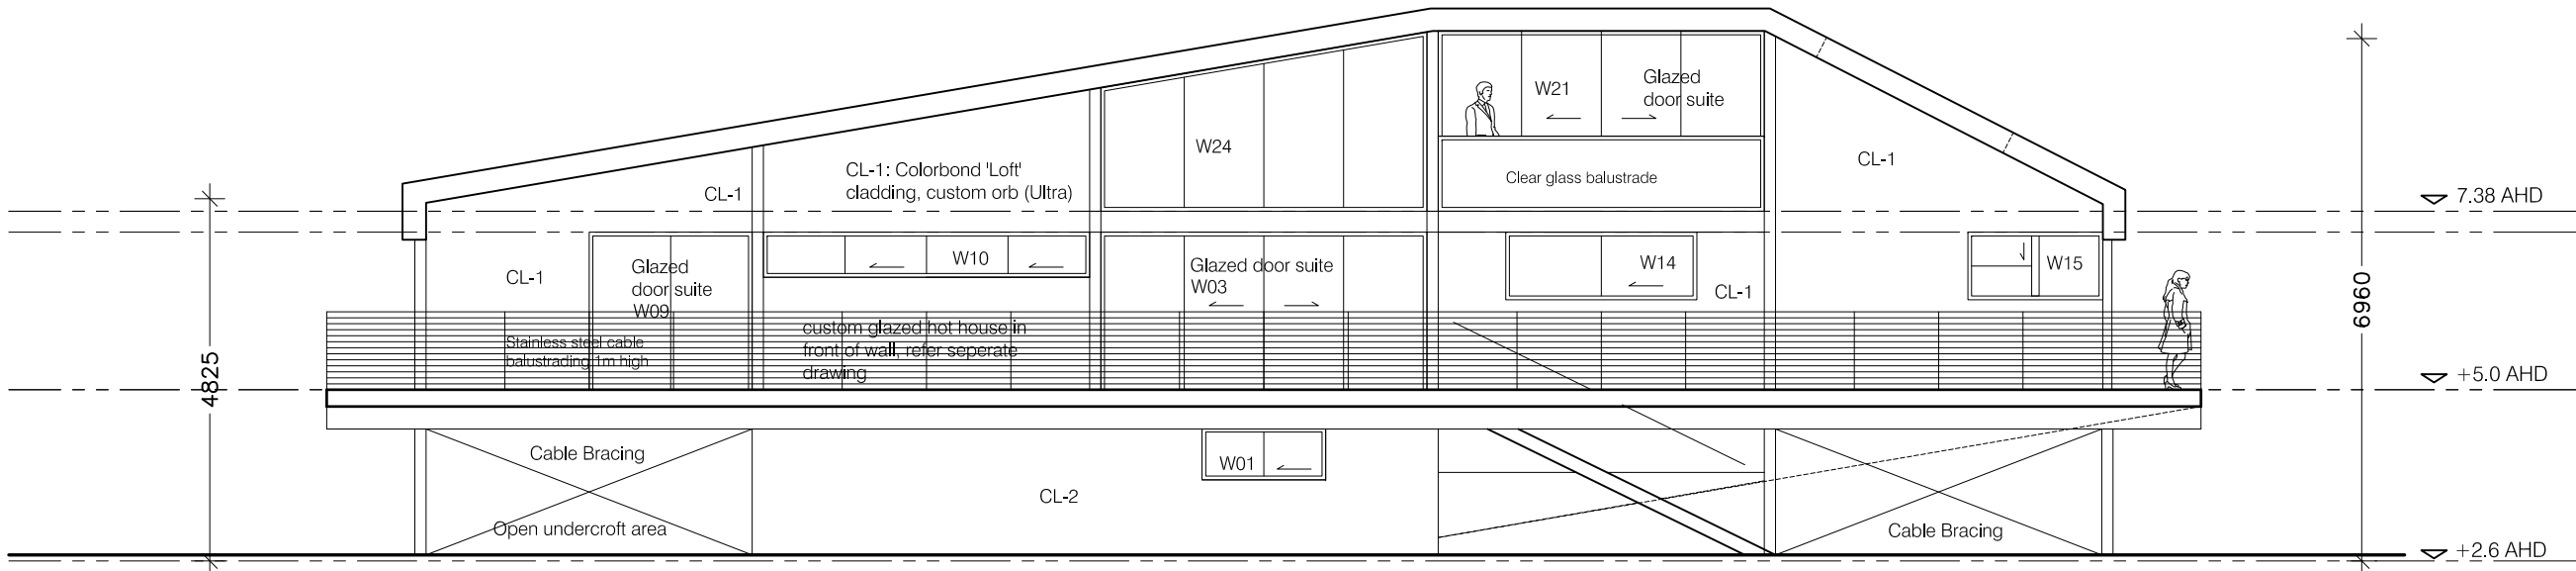 Glazed
door suite
W21
W24
CL-1
CL-1: Colorbond 'Loft'
cladding, custom orb (Ultra)
CL-1
Clear glass balustrade
7.38 AHD
W10
W14
W15
Glazed
door suite
W09
Glazed door suite
W03
CL-1
CL-1
6960
custom glazed hot house in
front of wall, refer seperate
drawing
Stainless steel cable
balustrading 1m high
4825
+5.0 AHD
Cable Bracing
W01
CL-2
Open undercroft area
Cable Bracing
+2.6 AHD